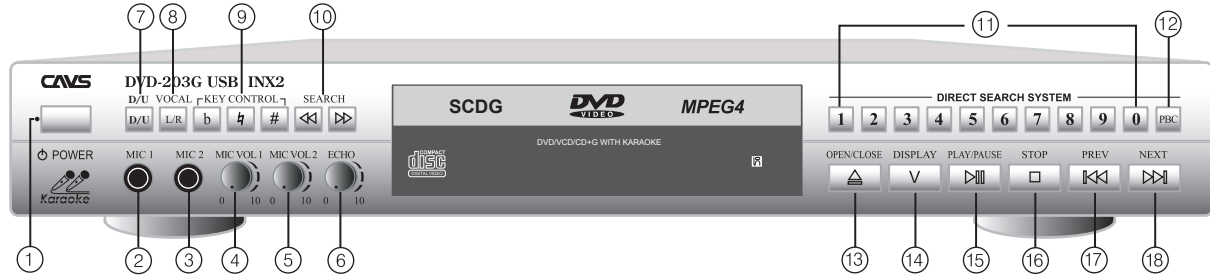 7 8 9 10 11 12
CAVS DVD-203G USB INX2
D/U VOCAL KEY CONTROL SEARCH
D/U L/R b ♮ #
SCDG DVD VIDEO MPEG4
DIRECT SEARCH SYSTEM
1 2 3 4 5 6 7 8 9 0 PBC
POWER
MIC 1 MIC 2 MIC VOL 1 MIC VOL 2 ECHO
0 10 0 10 0 10
Karaoke
DVD/VCD/CD+G WITH KARAOKE
COMPACT
disc
DIGITAL VIDEO
OPEN/CLOSE DISPLAY PLAY/PAUSE STOP PREV NEXT
V
1 2 3 4 5 6 13 14 15 16 17 18